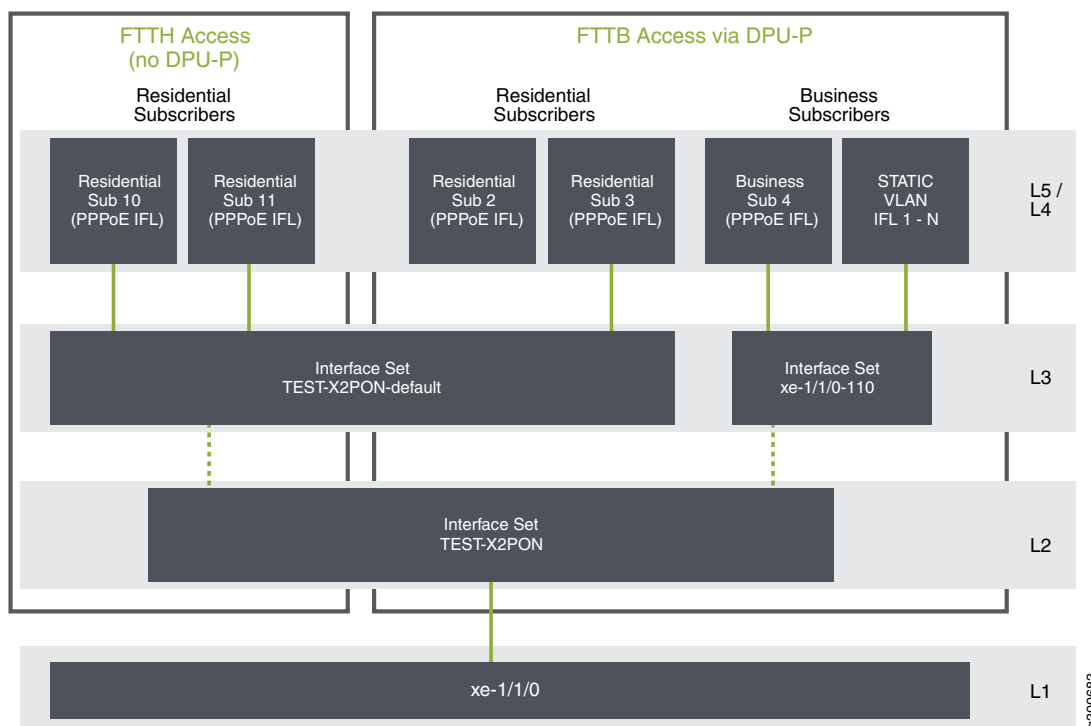 FTTH Access
(no DPU-P)
FTTB Access via DPU-P
Residential
Subscribers
Residential
Subscribers
Business
Subscribers
Residential
Sub 10
(PPPoE IFL)
Residential
Sub 11
(PPPoE IFL)
Residential
Sub 2
(PPPoE IFL)
Residential
Sub 3
(PPPoE IFL)
Business
Sub 4
(PPPoE IFL)
STATIC
VLAN
IFL 1 - N
L5 /
L4
Interface Set
TEST-X2PON-default
Interface Set
xe-1/1/0-110
L3
Interface Set
TEST-X2PON
L2
xe-1/1/0
L1